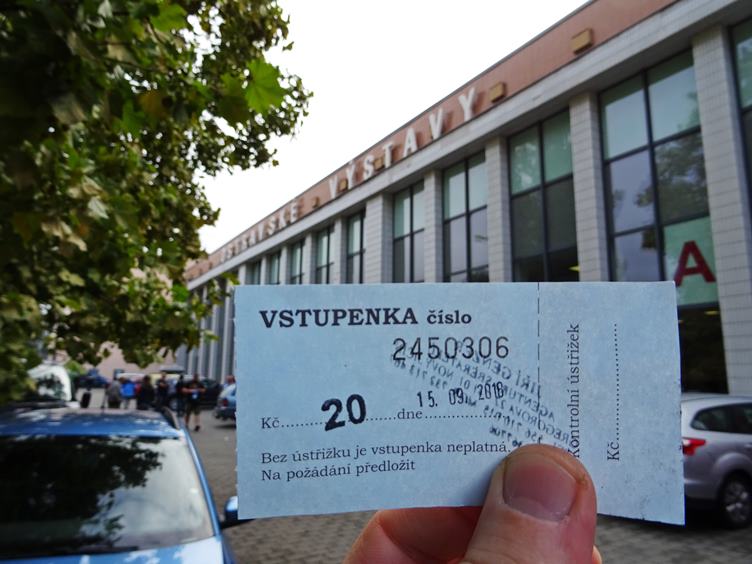 OSTRAVSKÉ VÝSTAVY
A
VSTUPENKA číslo
2450306
15. 09. 2018
Kč........20........dne................
Bez ústřižku je vstupenka neplatná.
Na požádání předložit
Kontrolní ústřižek
Kč................